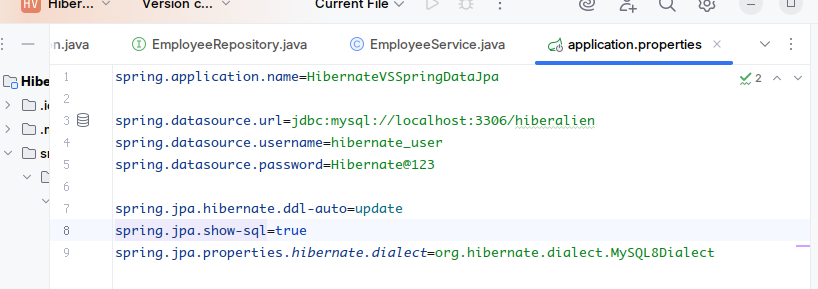 HV Hiber... Version c... Current File
n.java EmployeeRepository.java EmployeeService.java application.properties
Hibe
.i
.n
sr
1 spring.application.name=HibernateVSSpringDataJpa 2
2
3 spring.datasource.url=jdbc:mysql://localhost:3306/hiberalien
4 spring.datasource.username=hibernate_user
5 spring.datasource.password=Hibernate@123
6
7 spring.jpa.hibernate.ddl-auto=update
8 spring.jpa.show-sql=true
9 spring.jpa.properties.hibernate.dialect=org.hibernate.dialect.MySQL8Dialect